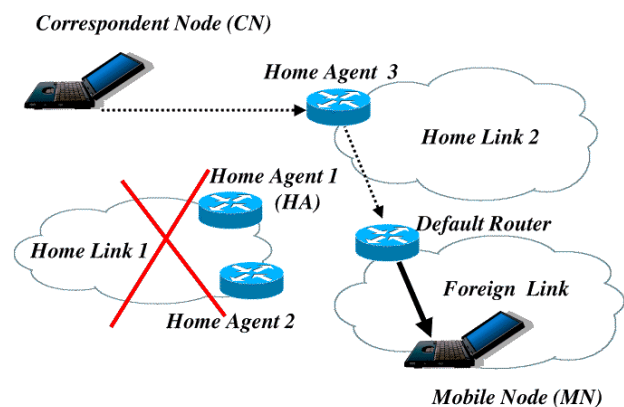 Correspondent Node (CN)
Home Agent 3
Home Link 2
Home Agent 1
(HA)
Home Link 1
Default Router
Foreign Link
Home Agent 2
Mobile Node (MN)